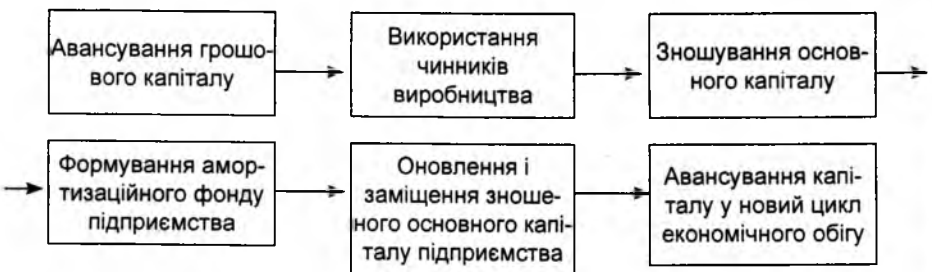 Авансування грошо-
вого капіталу
Використання
чинників
виробництва
Зношування основ-
ного капіталу
Формування амор-
тизаційного фонду
підприємства
Оновлення і
заміщення зноше-
ного основного капі-
талу підприємства
Авансування капі-
талу у новий цикл
економічного обігу